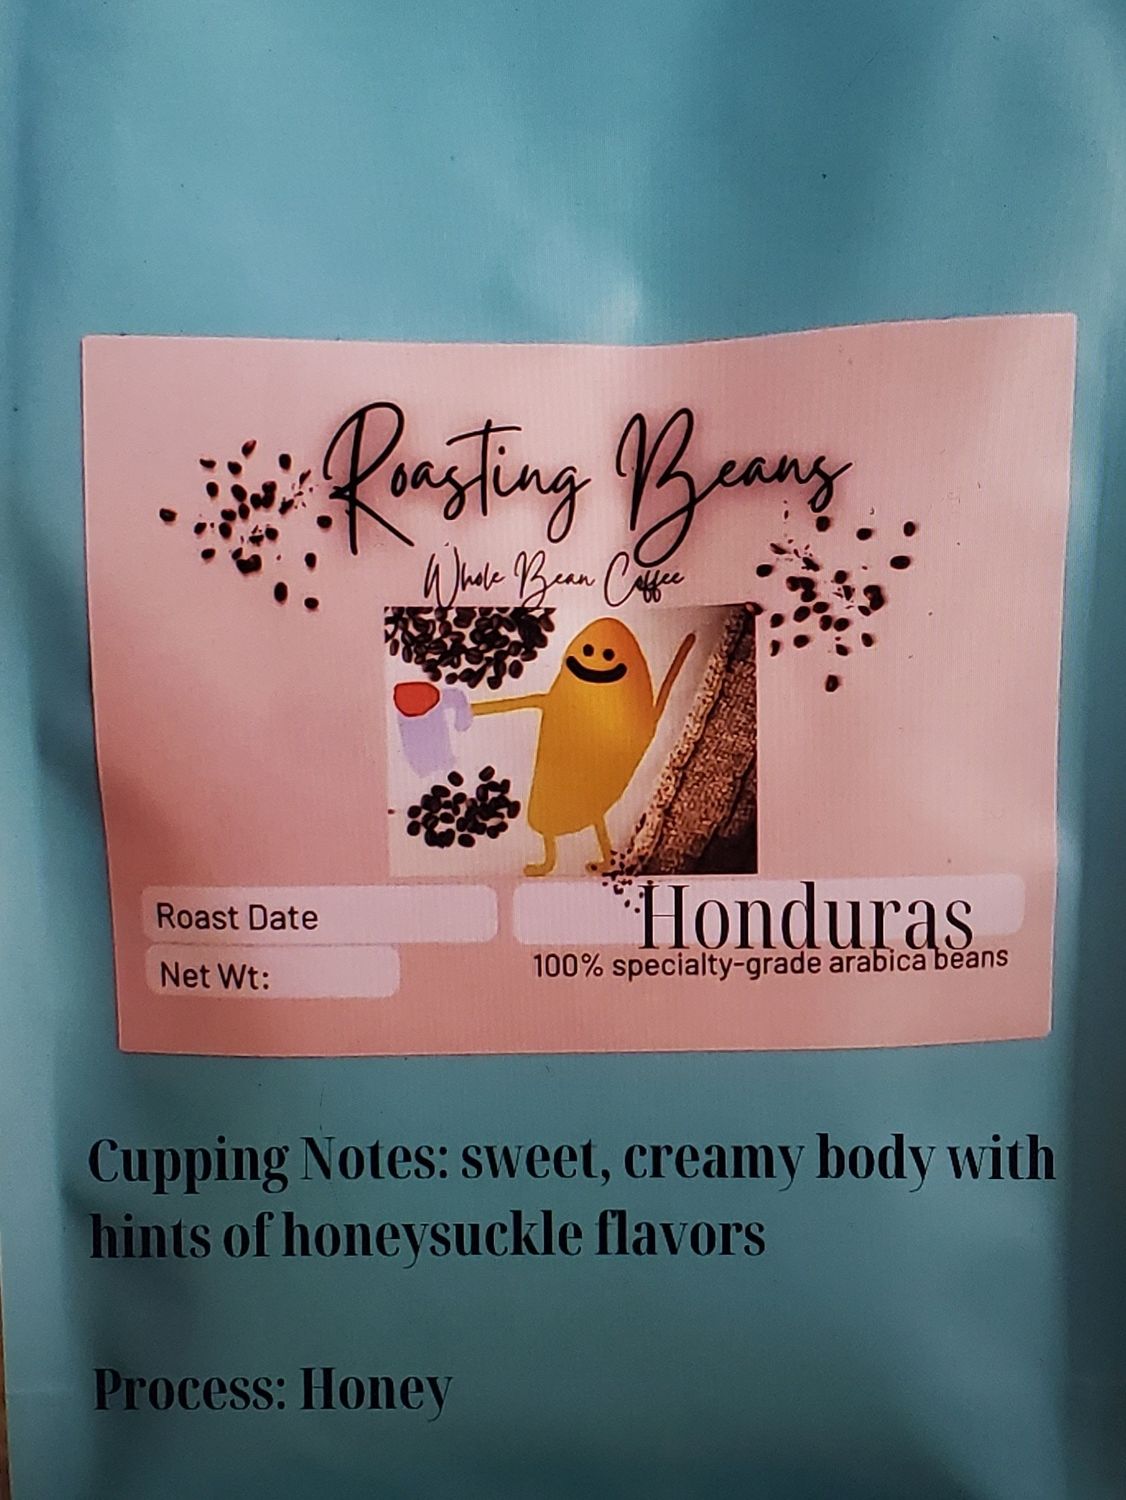 Roasting Beans
Whole Bean Coffee
Roast Date
Honduras
Net Wt:
100% specialty-grade arabica beans
Cupping Notes: sweet, creamy body with
hints of honeysuckle flavors
Process: Honey